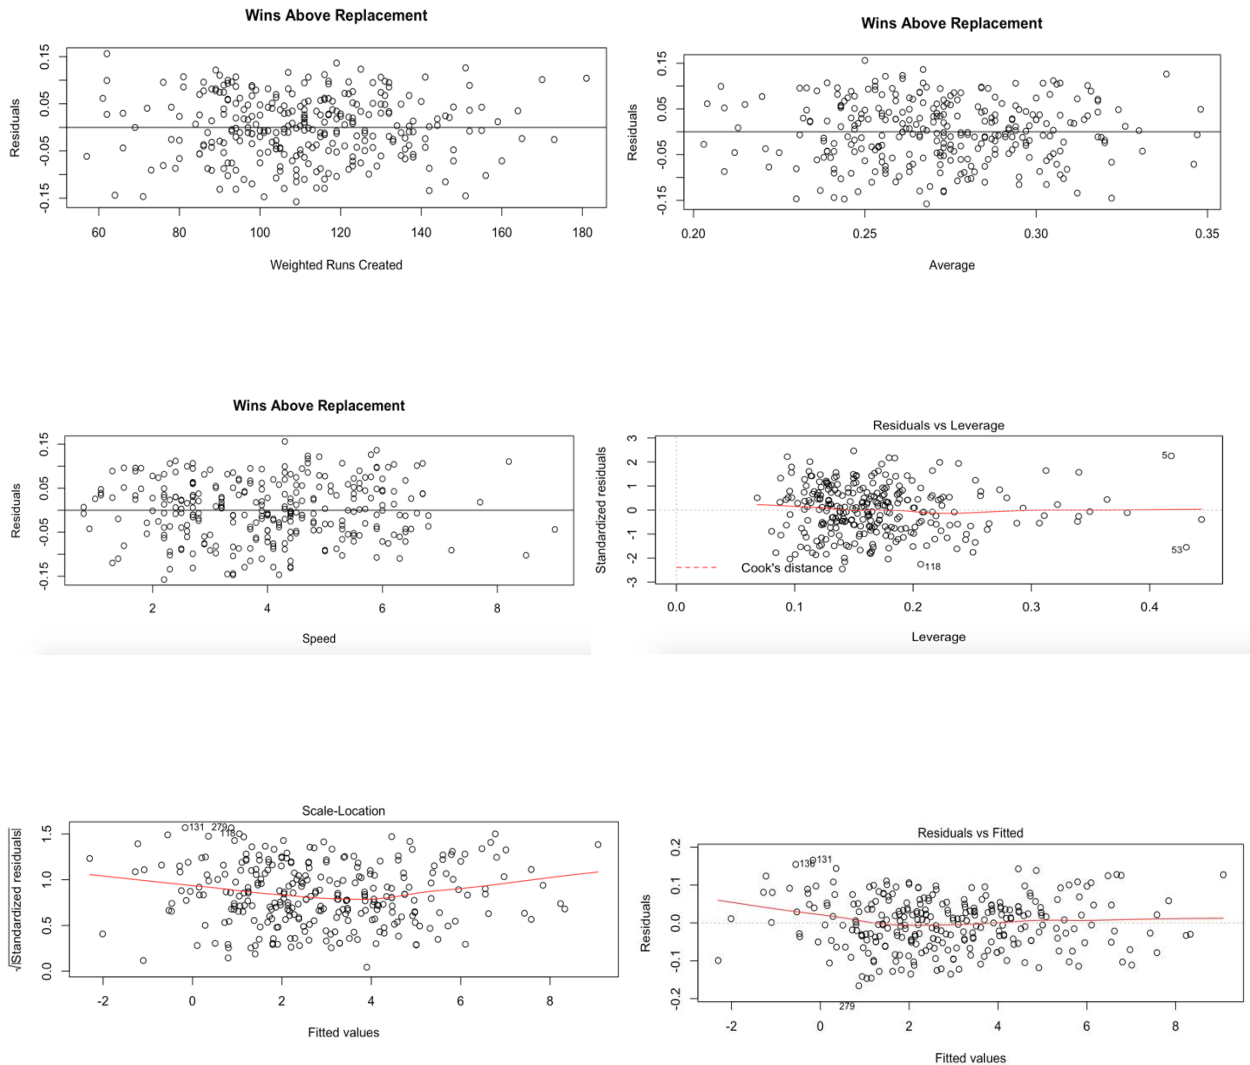 Wins Above Replacement
Residuals
0.15
0.05
-0.05
-0.15
60 80 100 120 140 160 180
Weighted Runs Created
Wins Above Replacement
Residuals
0.15
0.05
-0.05
-0.15
0.20 0.25 0.30 0.35
Average
Wins Above Replacement
Residuals
0.15
0.05
-0.05
-0.15
2 4 6 8
Speed
Residuals vs Leverage
Standardized residuals
3
2
1
0
-1
-2
-3
5
53
118
Cook's distance
0.0 0.1 0.2 0.3 0.4
Leverage
Scale-Location
√|Standardized residuals|
1.5
1.0
0.5
0.0
131 279
118
-2 0 2 4 6 8
Fitted values
Residuals vs Fitted
Residuals
0.2
0.1
0.0
-0.1
-0.2
131
279
-2 0 2 4 6 8
Fitted values